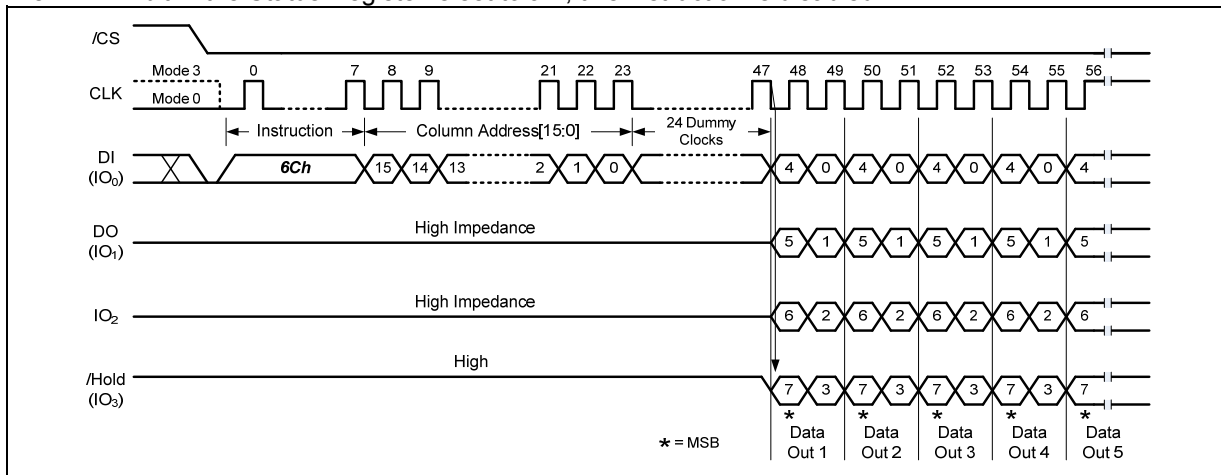 /CS
Mode 3
0 7 8 9 21 22 23 47 48 49 50 51 52 53 54 55 56
CLK
Mode 0
Instruction
Column Address[15:0]
24 Dummy
Clocks
DI
(IO0)
6Ch 15 14 13 2 1 0 4 0 4 0 4 0 4 0 4
DO
(IO1)
High Impedance
5 1 5 1 5 1 5 1 5
IO2
High Impedance
6 2 6 2 6 2 6 2 6
/Hold
(IO3)
High
7 3 7 3 7 3 7 3 7
* * * * *
* = MSB
Data
Out 1
Data
Out 2
Data
Out 3
Data
Out 4
Data
Out 5